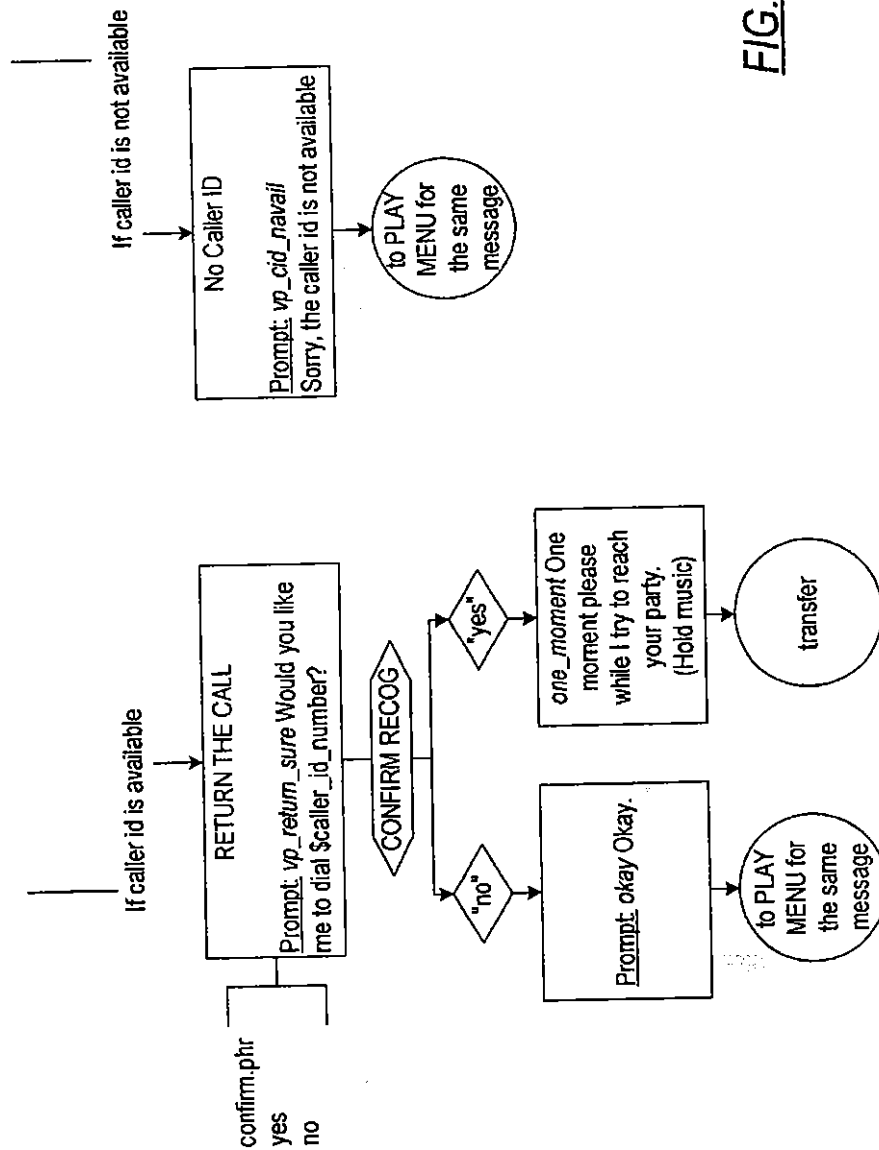 If caller id is available
RETURN THE CALL
Prompt: vp_return_sure Would you like
me to dial $caller_id_number?
confirm.phr
yes
no
CONFIRM RECOG
"no"
"yes"
Prompt: okay Okay.
to PLAY
MENU for
the same
message
one_moment One
moment please
while I try to reach
your party.
(Hold music)
transfer
If caller id is not available
No Caller ID
Prompt: vp_cid_navail
Sorry, the caller id is not available
to PLAY
MENU for
the same
message
FIG.